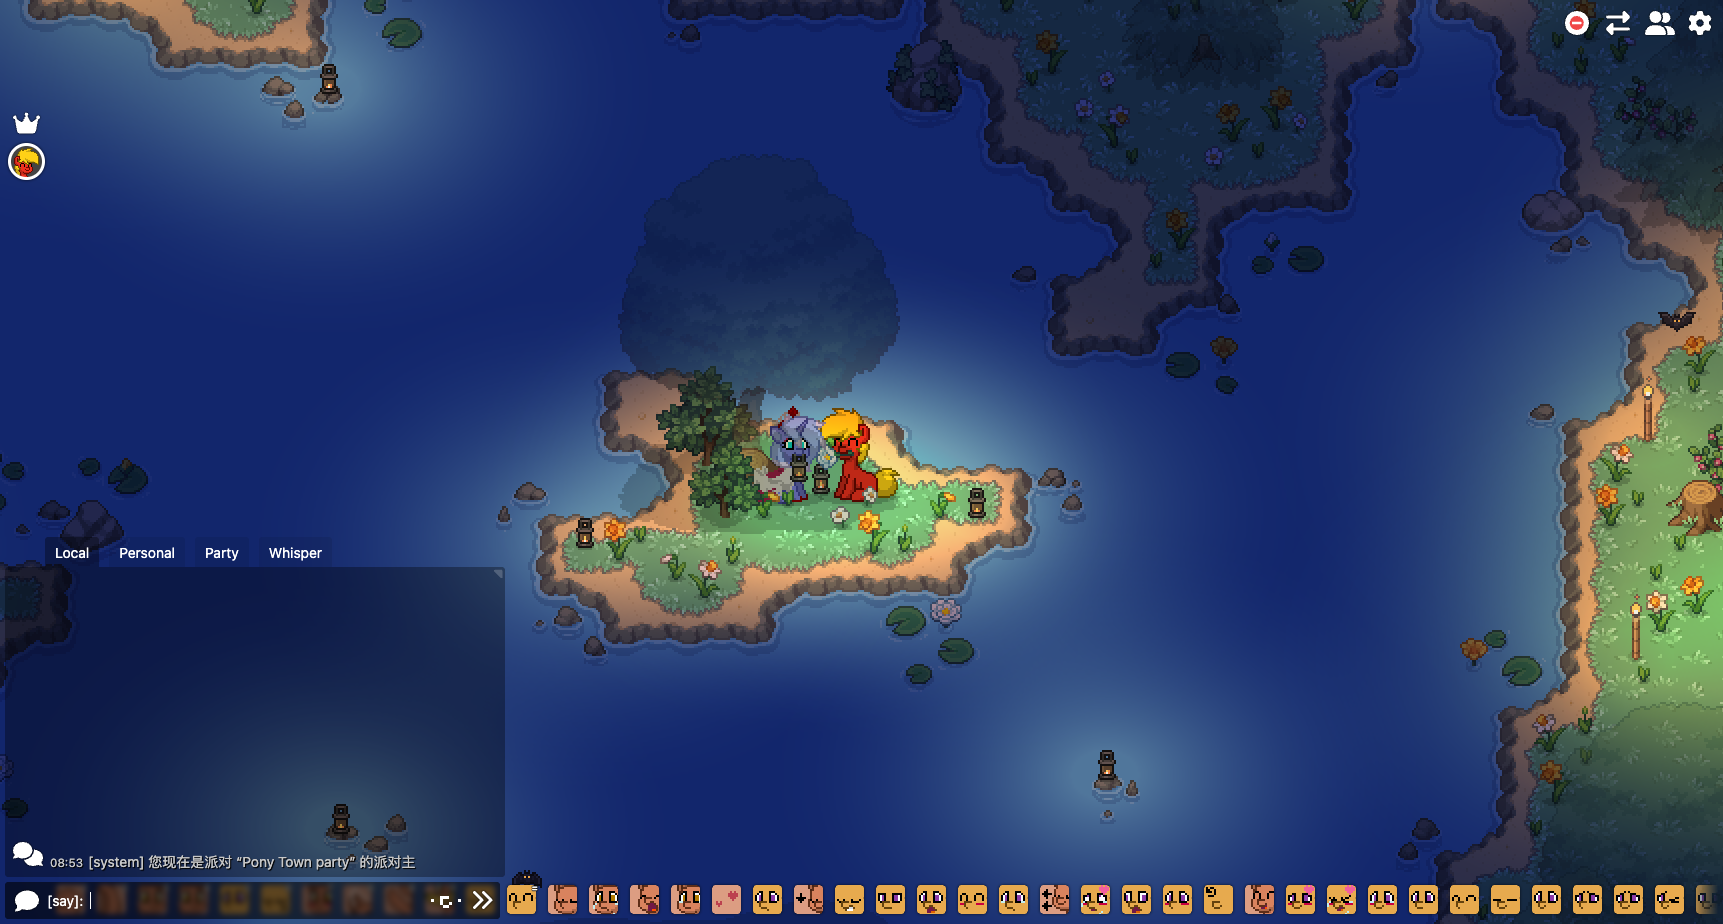 Local
Personal
Party
Whisper
08:53 [system] 您现在是派对 “Pony Town party” 的派对主
[say]: